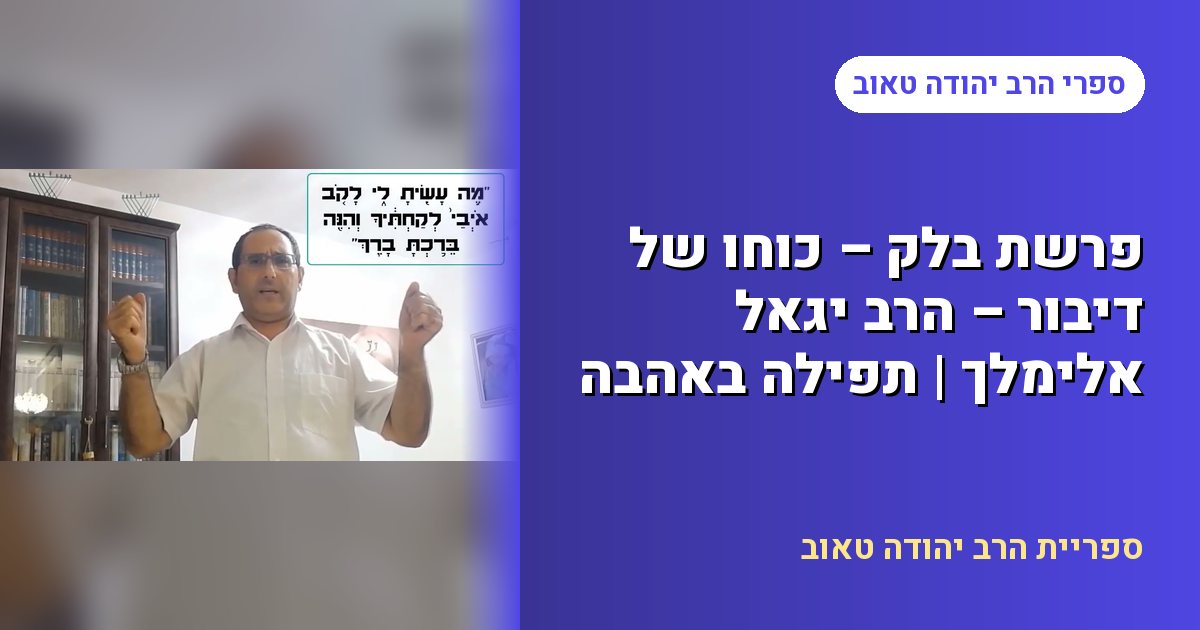 ספרי הרב יהודה טאוב
"מֶ֥ה עָשִׂ֖יתָ לִ֑י לָקֹ֤ב
אֹיְבַי֙ לְקַחְתִּ֔יךָ וְהִנֵּ֖ה
בֵּרַ֥כְתָּ בָרֵֽךְ"
פרשת בלק – כוחו של
דיבור – הרב יגאל
אלימלך | תפילה באהבה
ספריית הרב יהודה טאוב